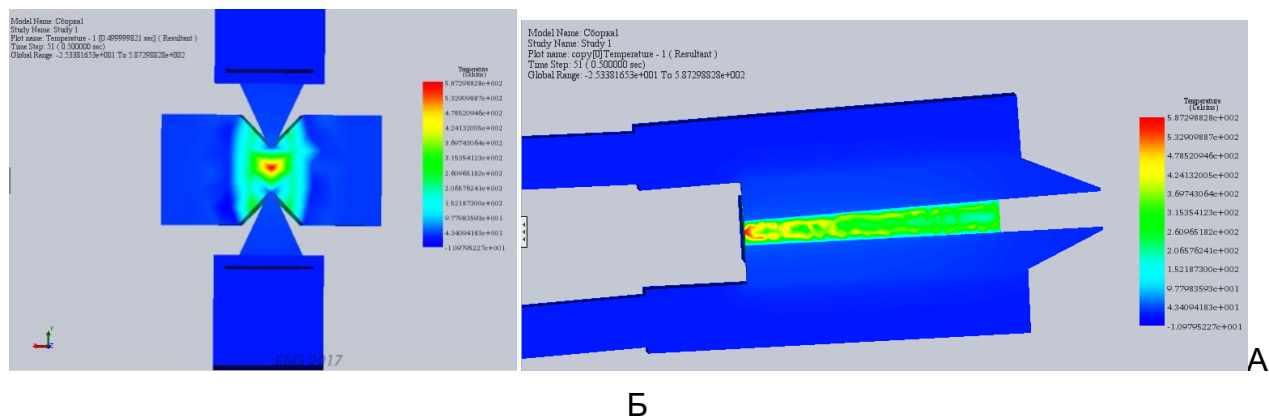 Model Name: Сборка1
Study Name: Study 1
Plot name: Temperature - 1 [0.499999821 sec] ( Resultant )
Time Step: 51 ( 0.500000 sec)
Global Range: -2.53381653e+001 To 5.87298828e+002
Temperature
(Celsius)
5.87298828e+002
5.32909887e+002
4.78520946e+002
4.24132005e+002
3.69743064e+002
3.15354123e+002
2.60965182e+002
2.06576241e+002
1.52187300e+002
9.77983593e+001
4.34094183e+001
-1.09795227e+001
EMS 2017
Model Name: Сборка1
Study Name: Study 1
Plot name: copy[0]Temperature - 1 ( Resultant )
Time Step: 51 ( 0.500000 sec)
Global Range: -2.53381653e+001 To 5.87298828e+002
Temperature
(Celsius)
5.87298828e+002
5.32909887e+002
4.78520946e+002
4.24132005e+002
3.69743064e+002
3.15354123e+002
2.60965182e+002
2.06576241e+002
1.52187300e+002
9.77983593e+001
4.34094183e+001
-1.09795227e+001
А
Б